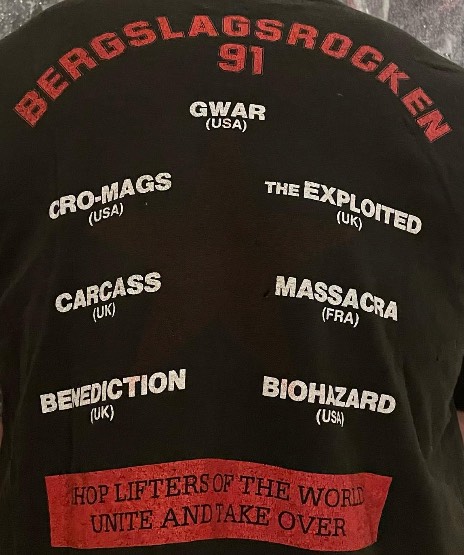 BERGSLAGSROCKEN
91
GWAR
(USA)
CRO-MAGS
(USA)
THE EXPLOITED
(UK)
CARCASS
(UK)
MASSACRA
(FRA)
BENEDICTION
(UK)
BIOHAZARD
(USA)
SHOP LIFTERS OF THE WORLD
UNITE AND TAKE OVER